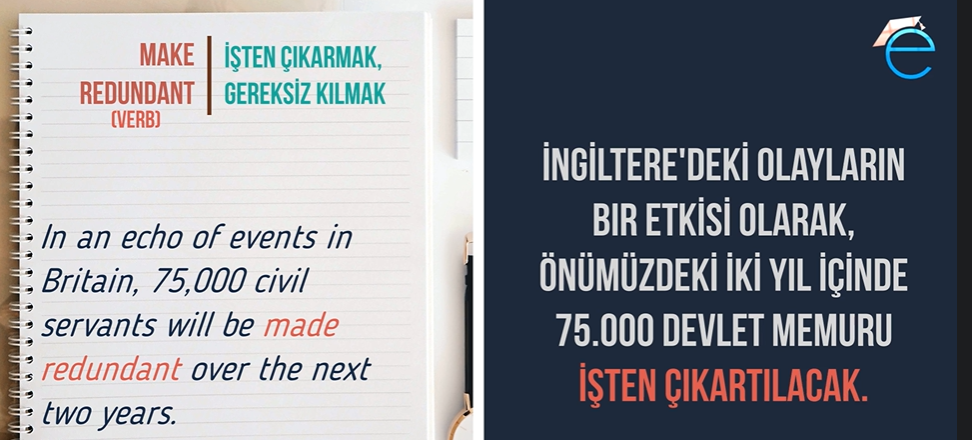 MAKE
REDUNDANT
(VERB)
İŞTEN ÇIKARMAK,
GEREKSİZ KILMAK
In an echo of events in
Britain, 75,000 civil
servants will be made
redundant over the next
two years.
e
İNGİLTERE'DEKİ OLAYLARIN
BIR ETKİSİ OLARAK,
ÖNÜMÜZDEKİ İKİ YIL İÇİNDE
75.000 DEVLET MEMURU
İŞTEN ÇIKARTILACAK.